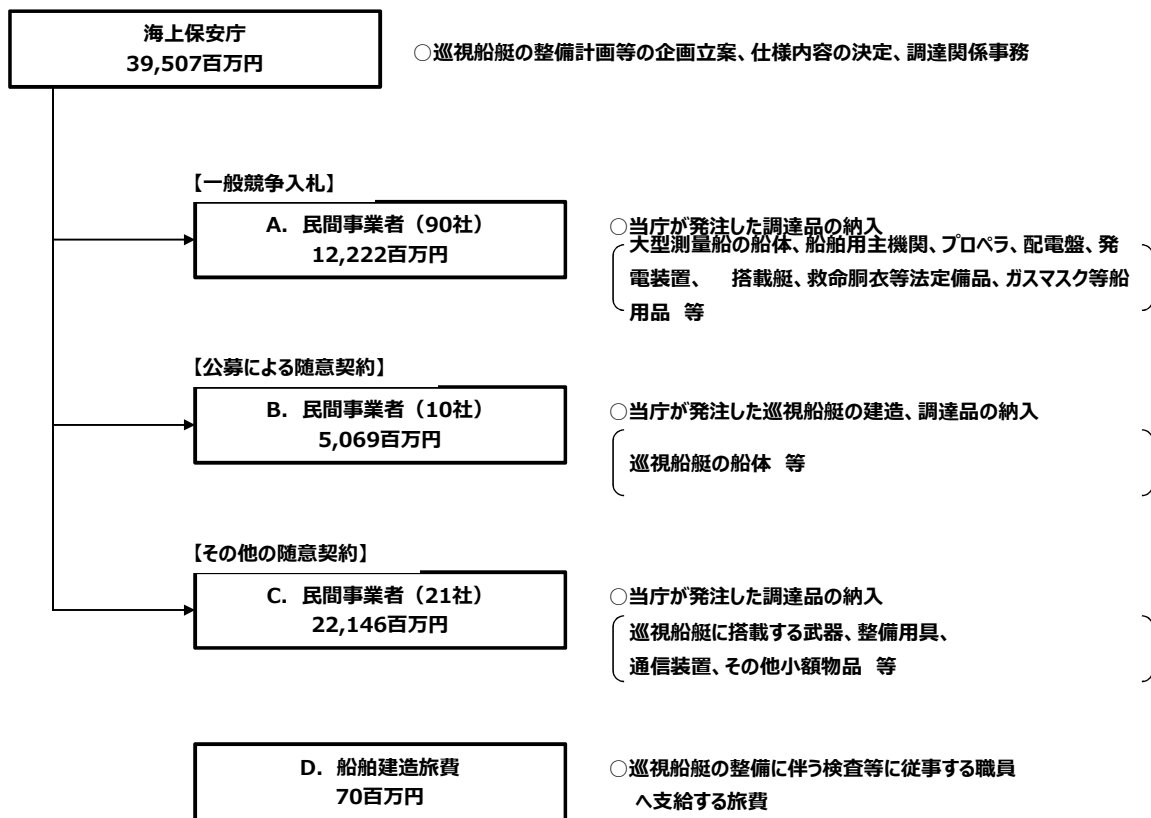 海上保安庁
39,507百万円
○巡視船艇の整備計画等の企画立案、仕様内容の決定、調達関係事務
【一般競争入札】
A. 民間事業者（90社）
12,222百万円
○当庁が発注した調達品の納入
大型測量船の船体、船舶用主機関、プロペラ、配電盤、発
電装置、 搭載艇、救命胴衣等法定備品、ガスマスク等船
用品 等
【公募による随意契約】
B. 民間事業者（10社）
5,069百万円
○当庁が発注した巡視船艇の建造、調達品の納入
巡視船艇の船体 等
【その他の随意契約】
C. 民間事業者（21社）
22,146百万円
○当庁が発注した調達品の納入
巡視船艇に搭載する武器、整備用具、
通信装置、その他小額物品 等
D. 船舶建造旅費
70百万円
○巡視船艇の整備に伴う検査等に従事する職員
へ支給する旅費